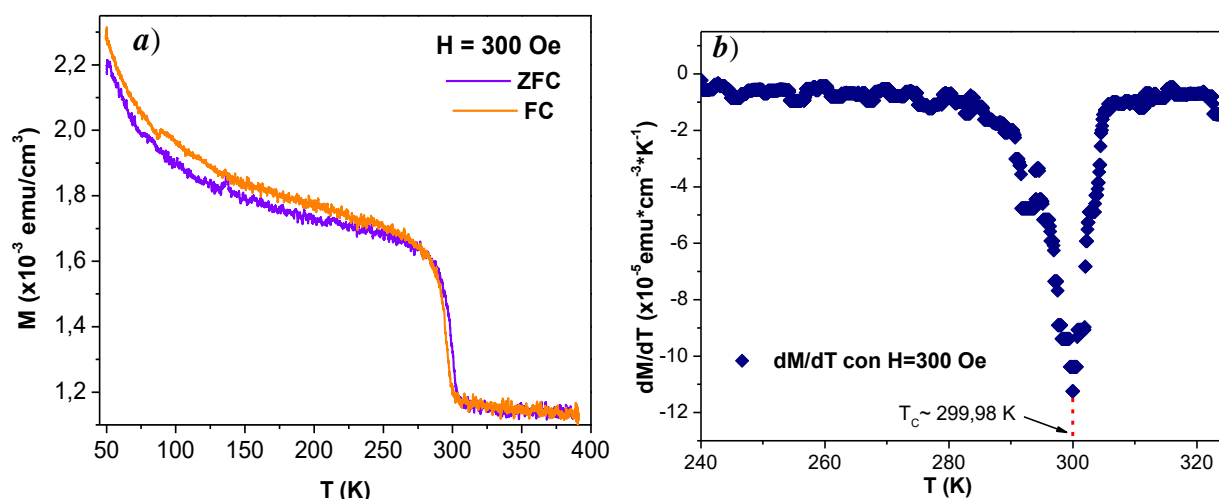 a)
H = 300 Oe
ZFC
FC
2,2
2,0
1,8
1,6
1,4
1,2
M (x10⁻³ emu/cm³)
50 100 150 200 250 300 350 400
T (K)
b)
0
-2
-4
-6
-8
-10
-12
dM/dT (x10⁻⁵ emu*cm⁻³*K⁻¹)
dM/dT con H=300 Oe
T_C~ 299,98 K
240 260 280 300 320
T (K)